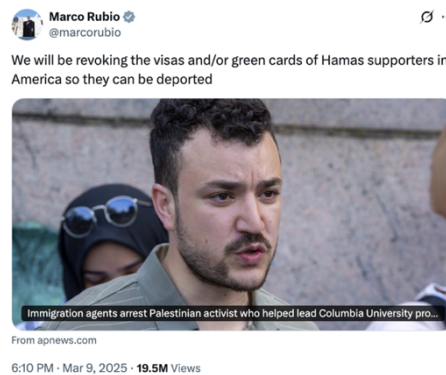 Marco Rubio
@marcorubio
We will be revoking the visas and/or green cards of Hamas supporters in
America so they can be deported
Immigration agents arrest Palestinian activist who helped lead Columbia University pro...
From apnews.com
6:10 PM · Mar 9, 2025 · 19.5M Views